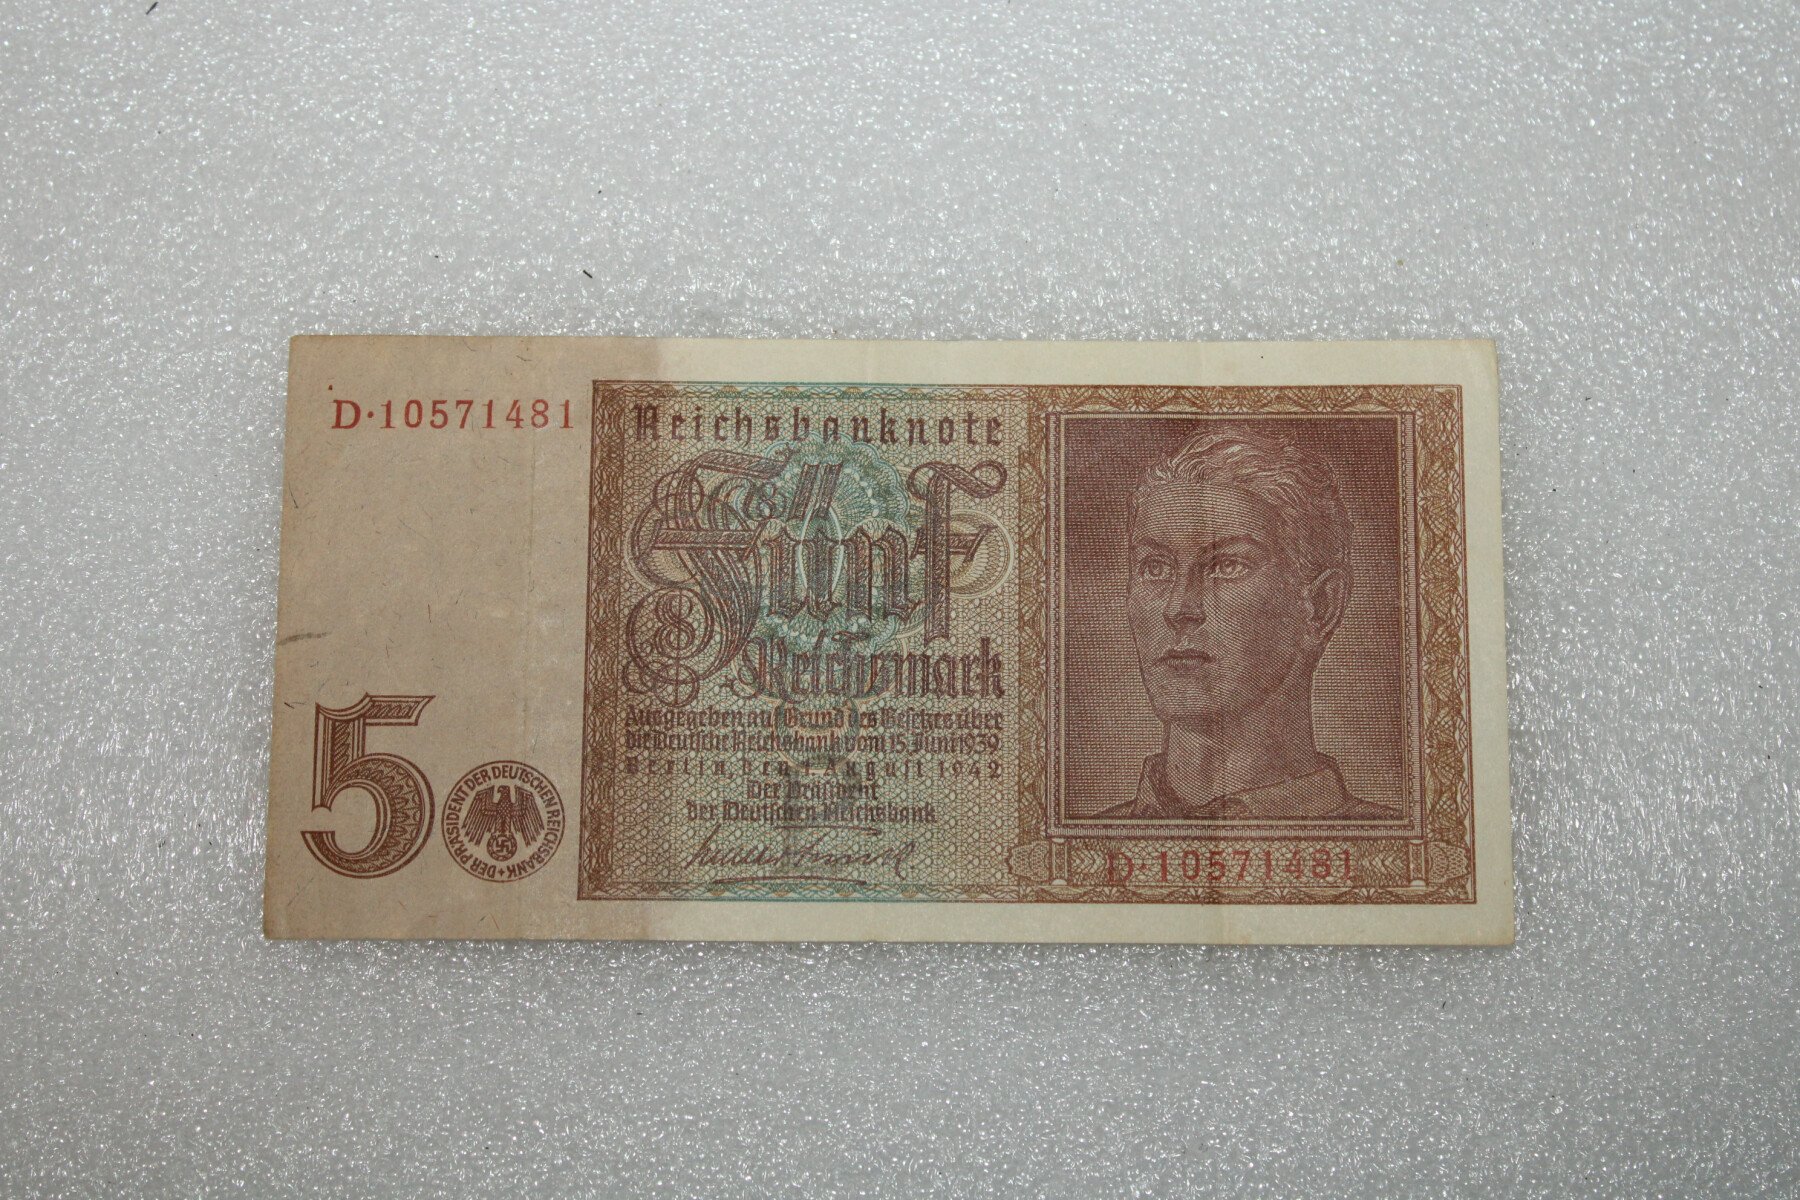 D·10571481
Reichsbanknote
Fünf
Reichsmark
Ausgegeben auf Grund des Gesetzes über
die Deutsche Reichsbank vom 15. Juni 1939
Berlin, den 1. August 1942
Der Präsident
der Deutschen Reichsbank
5
DER PRÄSIDENT DER DEUTSCHEN REICHSBANK
D·10571481